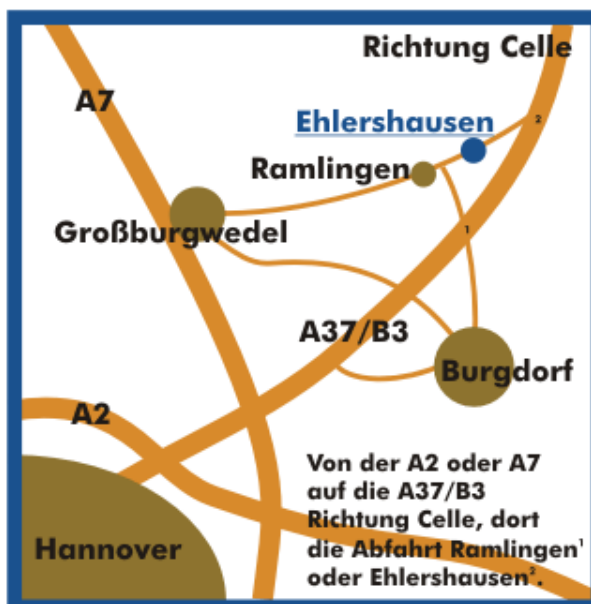 Richtung Celle
A7
2
Ehlershausen
Ramlingen
Großburgwedel
1
A37/B3
Burgdorf
A2
Von der A2 oder A7
auf die A37/B3
Richtung Celle, dort
die Abfahrt Ramlingen¹
oder Ehlershausen².
Hannover